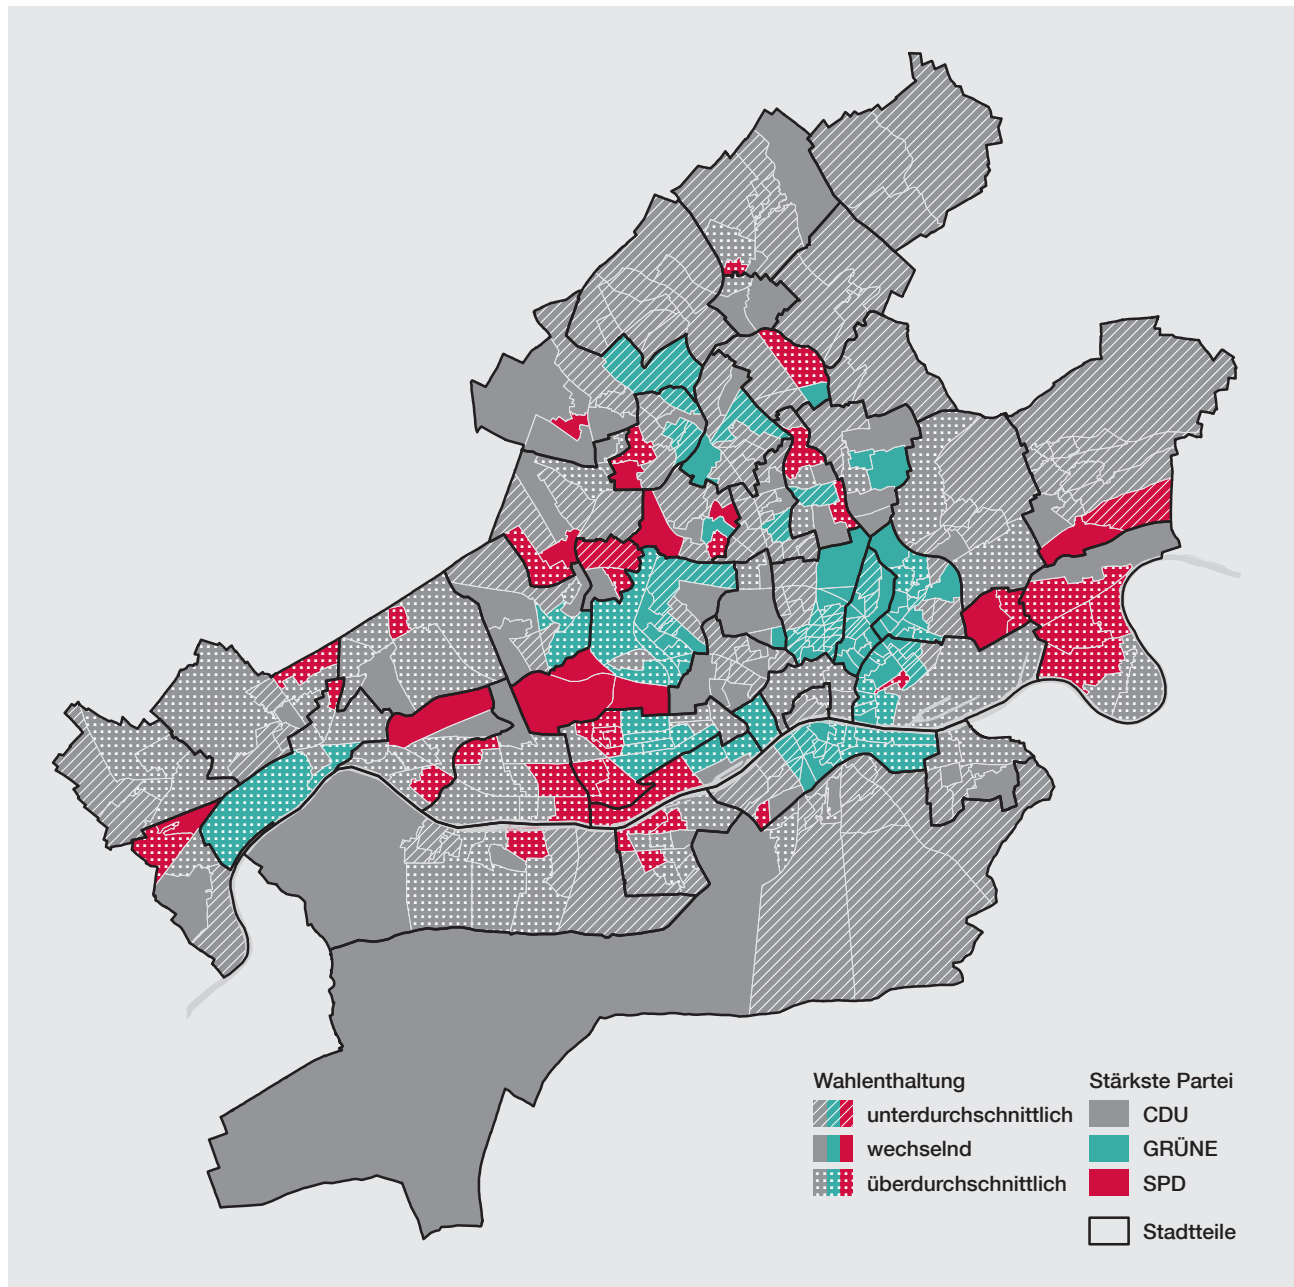 Wahlenthaltung
unterdurchschnittlich
wechselnd
überdurchschnittlich
Stärkste Partei
CDU
GRÜNE
SPD
Stadtteile